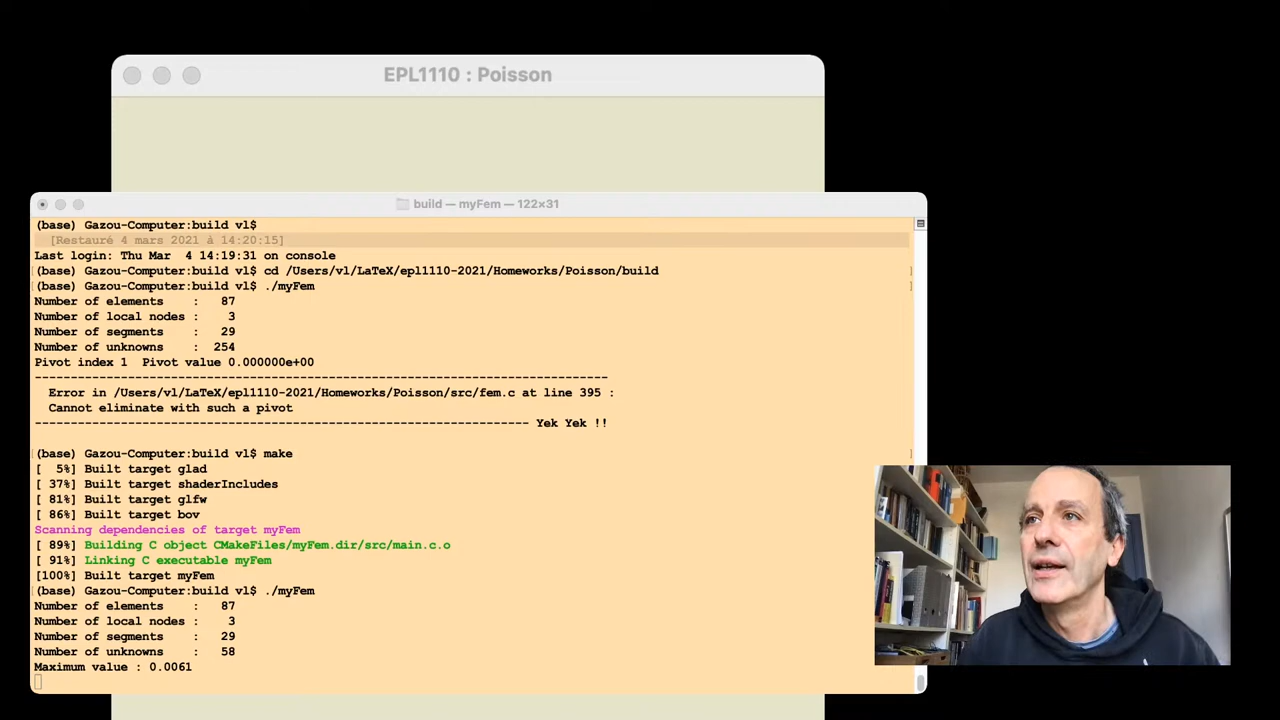 EPL1110 : Poisson
build — myFem — 122×31
(base) Gazou-Computer:build vl$
[Restauré 4 mars 2021 à 14:20:15]
Last login: Thu Mar  4 14:19:31 on console
(base) Gazou-Computer:build vl$ cd /Users/vl/LaTeX/epl1110-2021/Homeworks/Poisson/build
(base) Gazou-Computer:build vl$ ./myFem
Number of elements    :   87
Number of local nodes :    3
Number of segments    :   29
Number of unknowns    :  254
Pivot index 1  Pivot value 0.000000e+00
--------------------------------------------------------------------------------
Error in /Users/vl/LaTeX/epl1110-2021/Homeworks/Poisson/src/fem.c at line 395 :
Cannot eliminate with such a pivot
--------------------------------------------------------------------- Yek Yek !!
(base) Gazou-Computer:build vl$ make
[  5%] Built target glad
[ 37%] Built target shaderIncludes
[ 81%] Built target glfw
[ 86%] Built target bov
Scanning dependencies of target myFem
[ 89%] Building C object CMakeFiles/myFem.dir/src/main.c.o
[ 91%] Linking C executable myFem
[100%] Built target myFem
(base) Gazou-Computer:build vl$ ./myFem
Number of elements    :   87
Number of local nodes :    3
Number of segments    :   29
Number of unknowns    :   58
Maximum value : 0.0061